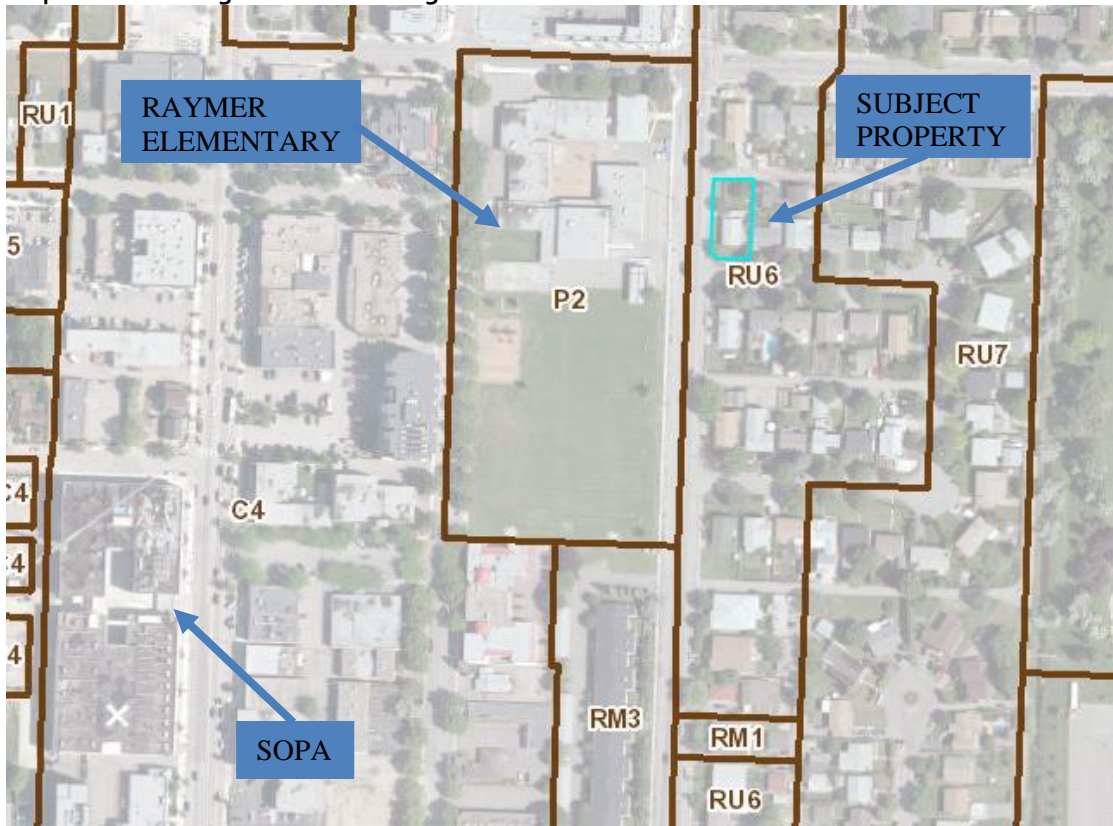 RU1
RAYMER
ELEMENTARY
SUBJECT
PROPERTY
5
RU6
P2
RU7
C4
C4
4
4
RM3
RM1
SOPA
RU6